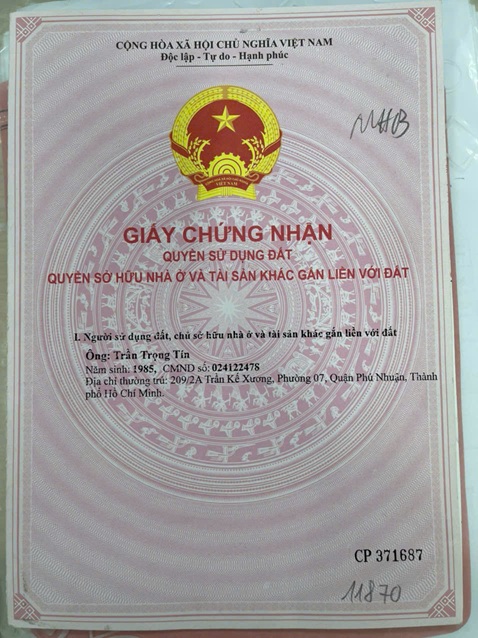 CỘNG HÒA XÃ HỘI CHỦ NGHĨA VIỆT NAM
Độc lập - Tự do - Hạnh phúc
VIỆT NAM
GIẤY CHỨNG NHẬN
QUYỀN SỬ DỤNG ĐẤT
QUYỀN SỞ HỮU NHÀ Ở VÀ TÀI SẢN KHÁC GẮN LIỀN VỚI ĐẤT
I. Người sử dụng đất, chủ sở hữu nhà ở và tài sản khác gắn liền với đất
Ông: Trần Trọng Tín
Năm sinh: 1985, CMND số: 024122478
Địa chỉ thường trú: 209/2A Trần Kế Xương, Phường 07, Quận Phú Nhuận, Thành
phố Hồ Chí Minh.
CP 371687
11870